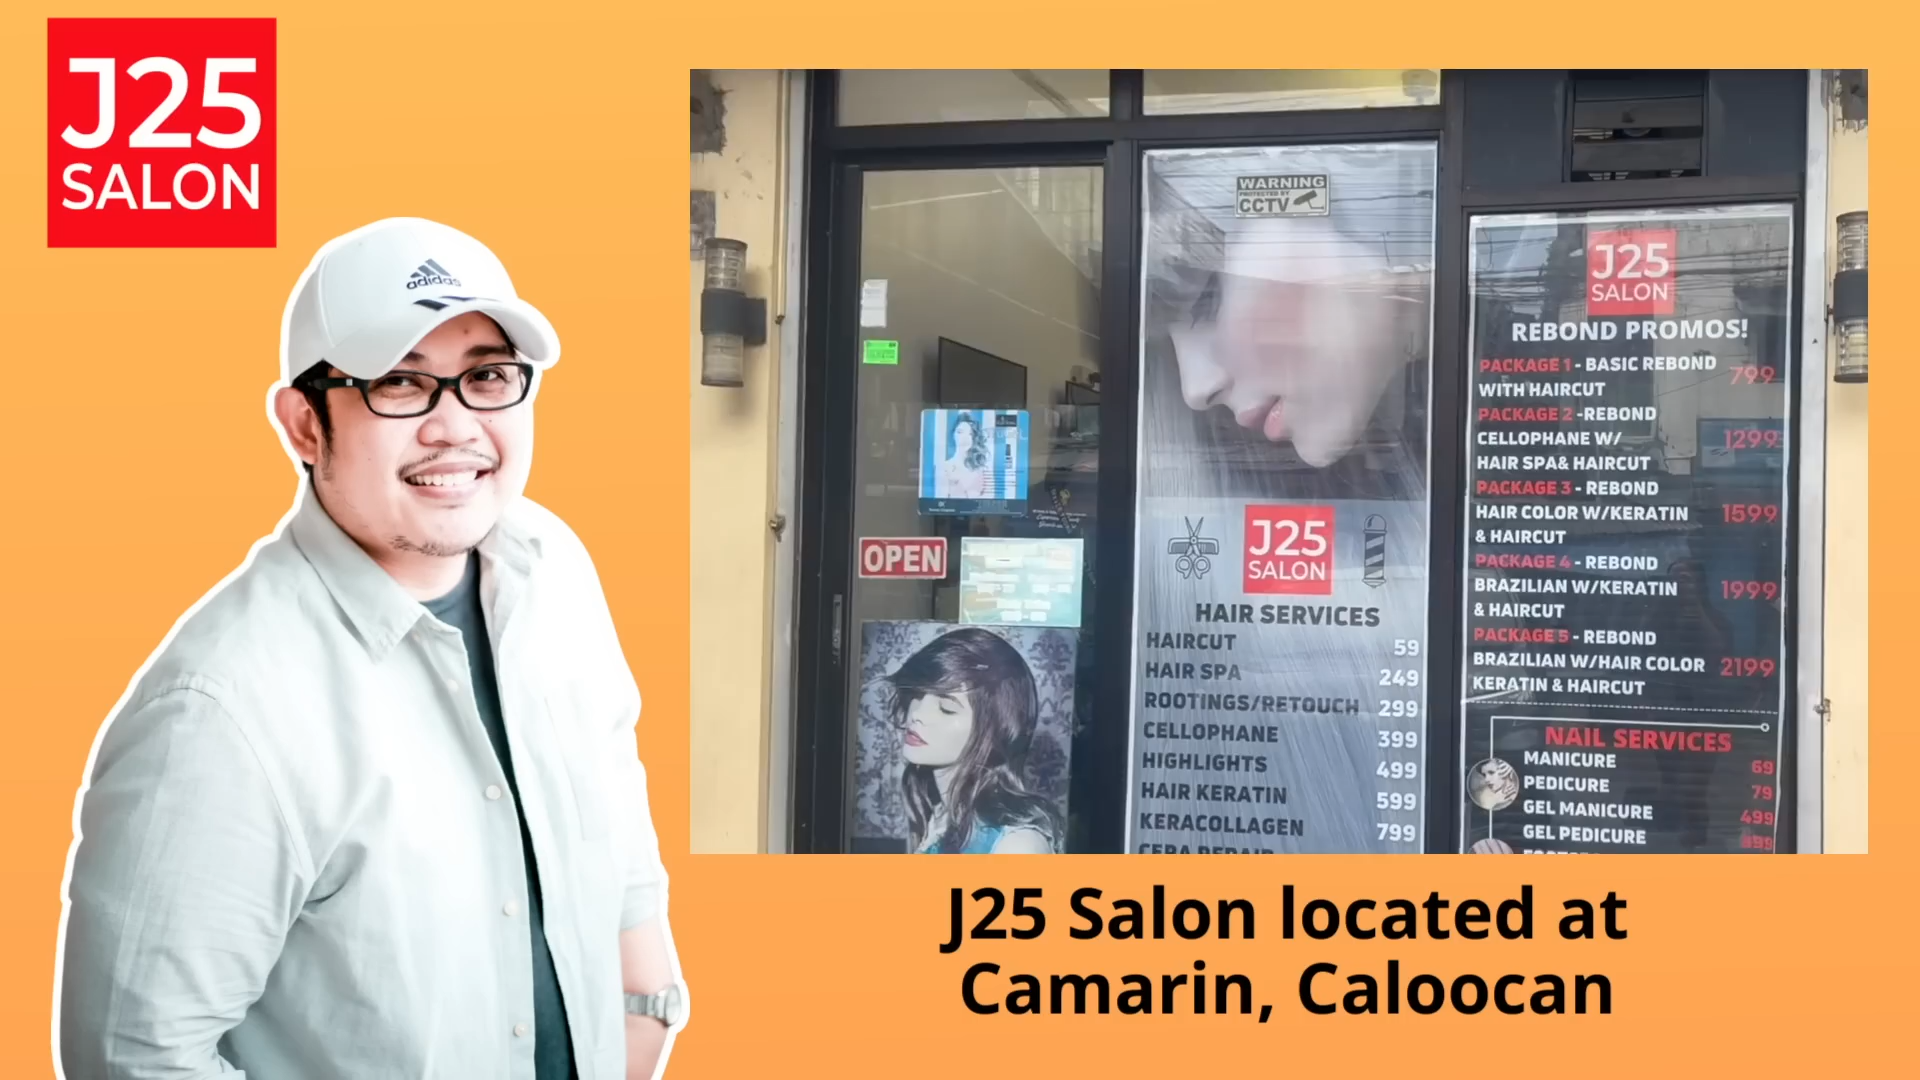 J25
SALON
adidas
WARNING
PROTECTED BY
CCTV
OPEN
J25
SALON
HAIR SERVICES
HAIRCUT 59
HAIR SPA 249
ROOTINGS/RETOUCH 299
CELLOPHANE 399
HIGHLIGHTS 499
HAIR KERATIN 599
KERACOLLAGEN 799
J25
SALON
REBOND PROMOS!
PACKAGE 1 - BASIC REBOND
WITH HAIRCUT 799
PACKAGE 2 -REBOND
CELLOPHANE W/ 1299
HAIR SPA& HAIRCUT
PACKAGE 3 - REBOND
HAIR COLOR W/KERATIN 1599
& HAIRCUT
PACKAGE 4 - REBOND
BRAZILIAN W/KERATIN 1999
& HAIRCUT
PACKAGE 5 - REBOND
BRAZILIAN W/HAIR COLOR 2199
KERATIN & HAIRCUT
NAIL SERVICES
MANICURE 69
PEDICURE 79
GEL MANICURE 499
GEL PEDICURE
J25 Salon located at
Camarin, Caloocan